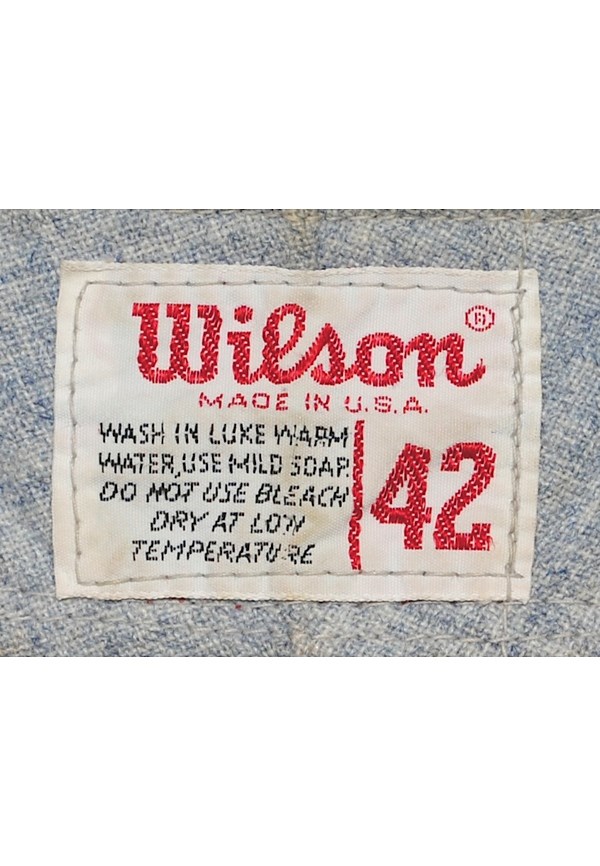 Wilson ®
MADE IN U.S.A.
WASH IN LUKE WARM
WATER, USE MILD SOAP.
DO NOT USE BLEACH
DRY AT LOW
TEMPERATURE
42